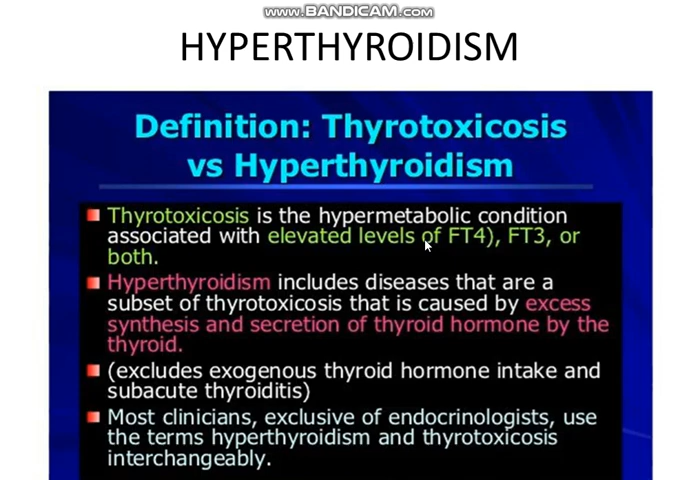 www.BANDICAM.com
HYPERTHYROIDISM
Definition: Thyrotoxicosis
vs Hyperthyroidism
Thyrotoxicosis is the hypermetabolic condition
associated with elevated levels of FT4), FT3, or
both.
Hyperthyroidism includes diseases that are a
subset of thyrotoxicosis that is caused by excess
synthesis and secretion of thyroid hormone by the
thyroid.
(excludes exogenous thyroid hormone intake and
subacute thyroiditis)
Most clinicians, exclusive of endocrinologists, use
the terms hyperthyroidism and thyrotoxicosis
interchangeably.